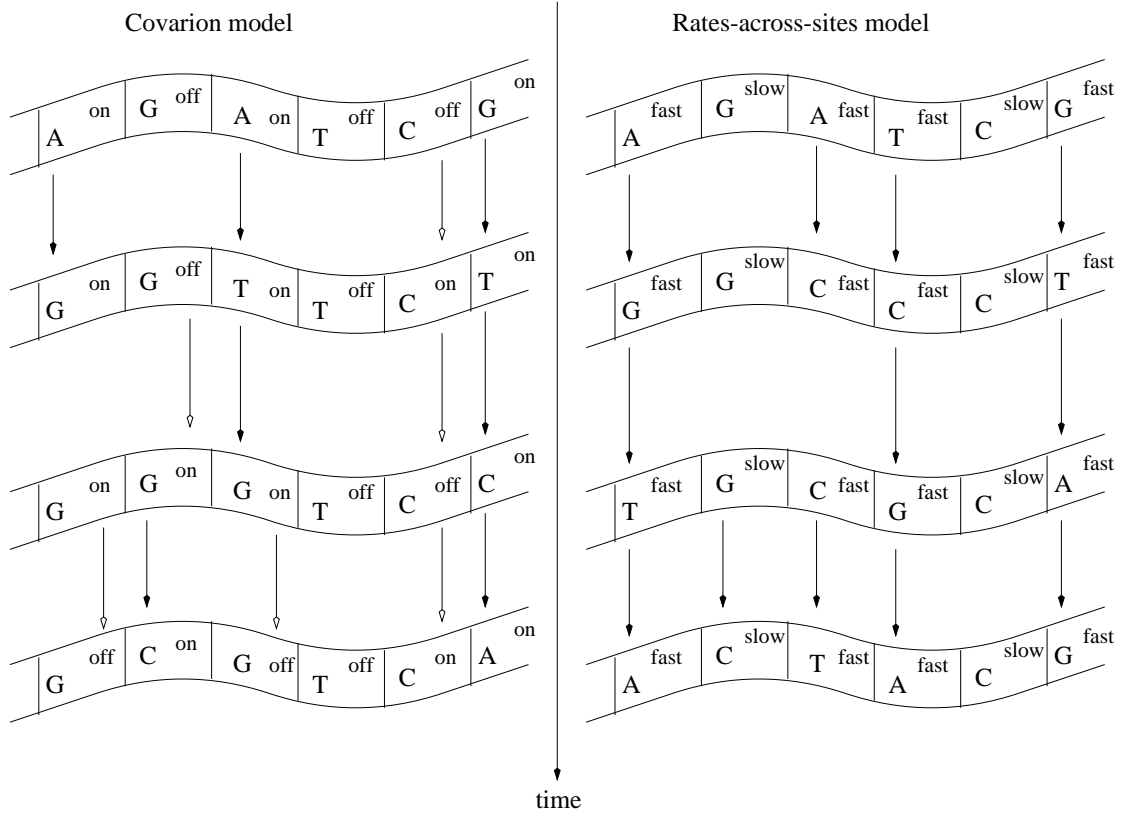 Covarion model
Rates-across-sites model
A on G off A on T off C off G on
A fast G slow A fast T fast C slow G fast
G on G off T on T off C on T on
G fast G slow C fast C fast C slow T fast
G on G on G on T off C off C on
T fast G slow C fast G fast C slow A fast
G off C on G off T off C on A on
A fast C slow T fast A fast C slow G fast
time